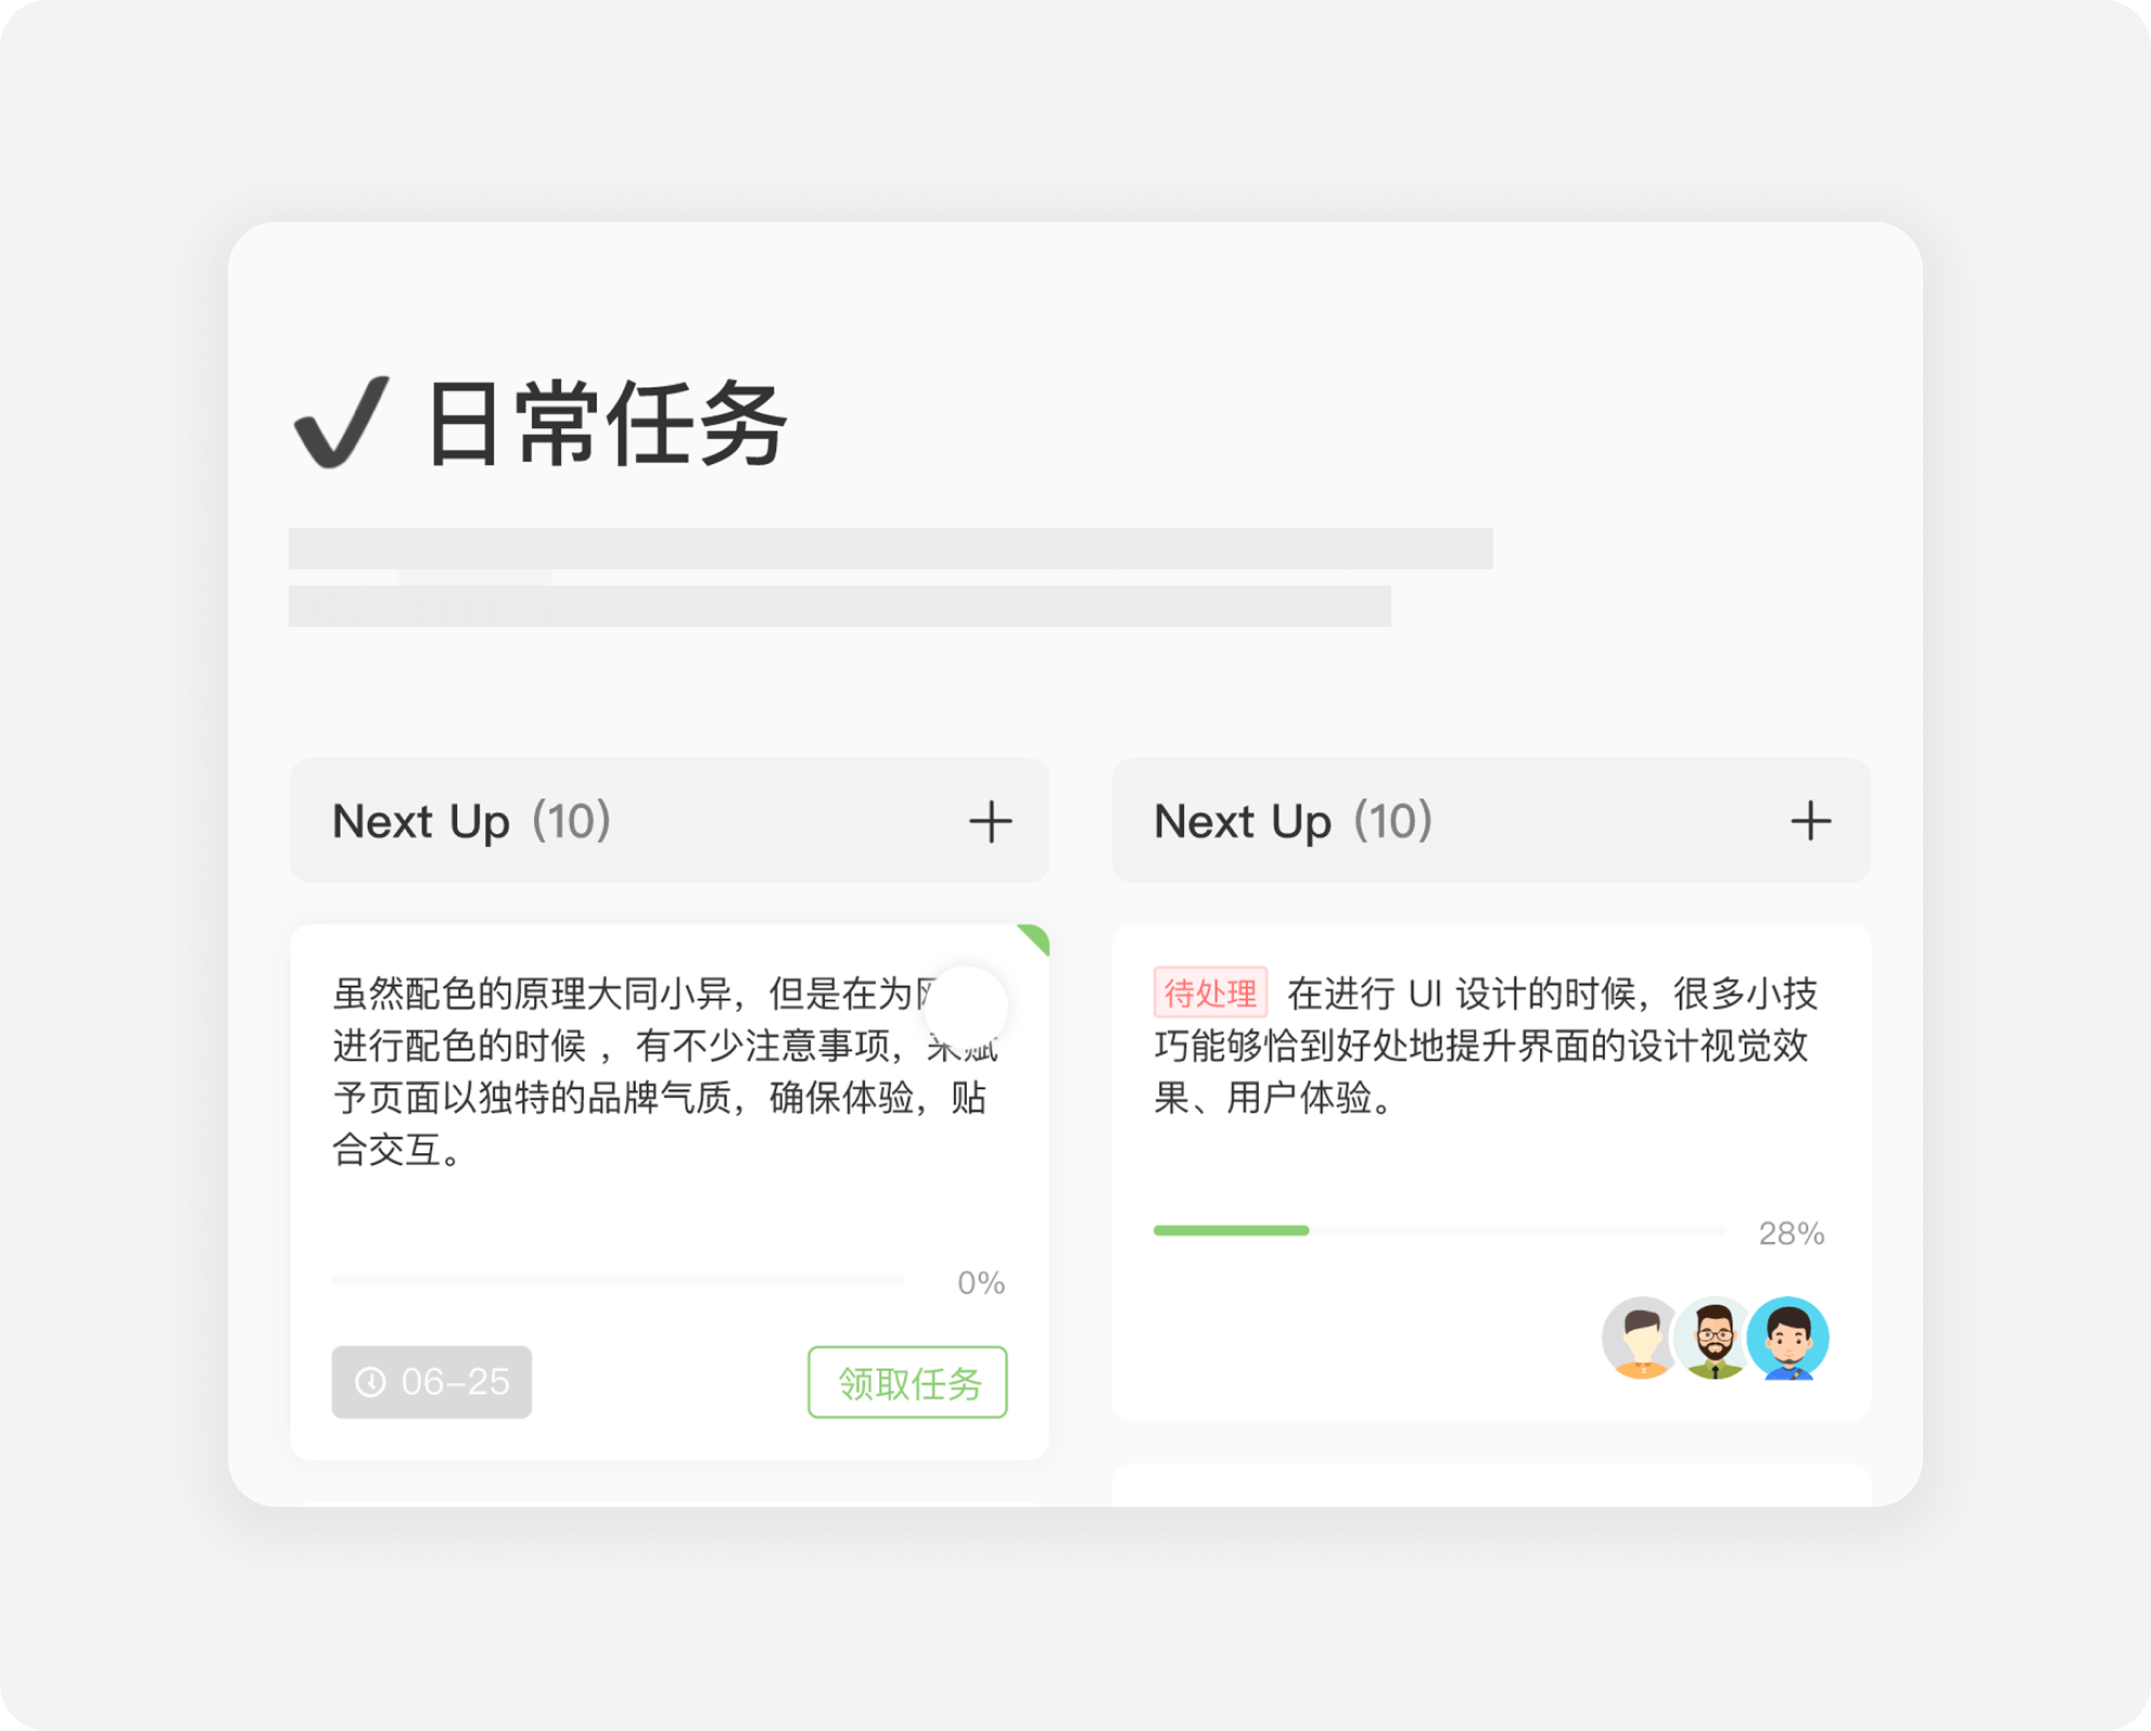 日常任务
Next Up (10)
虽然配色的原理大同小异，但是在为
进行配色的时候 ，有不少注意事项，
予页面以独特的品牌气质，确保体验，贴
合交互。
0%
06-25
领取任务
Next Up (10)
待处理 在进行 UI 设计的时候，很多小技
巧能够恰到好处地提升界面的设计视觉效
果、用户体验。
28%